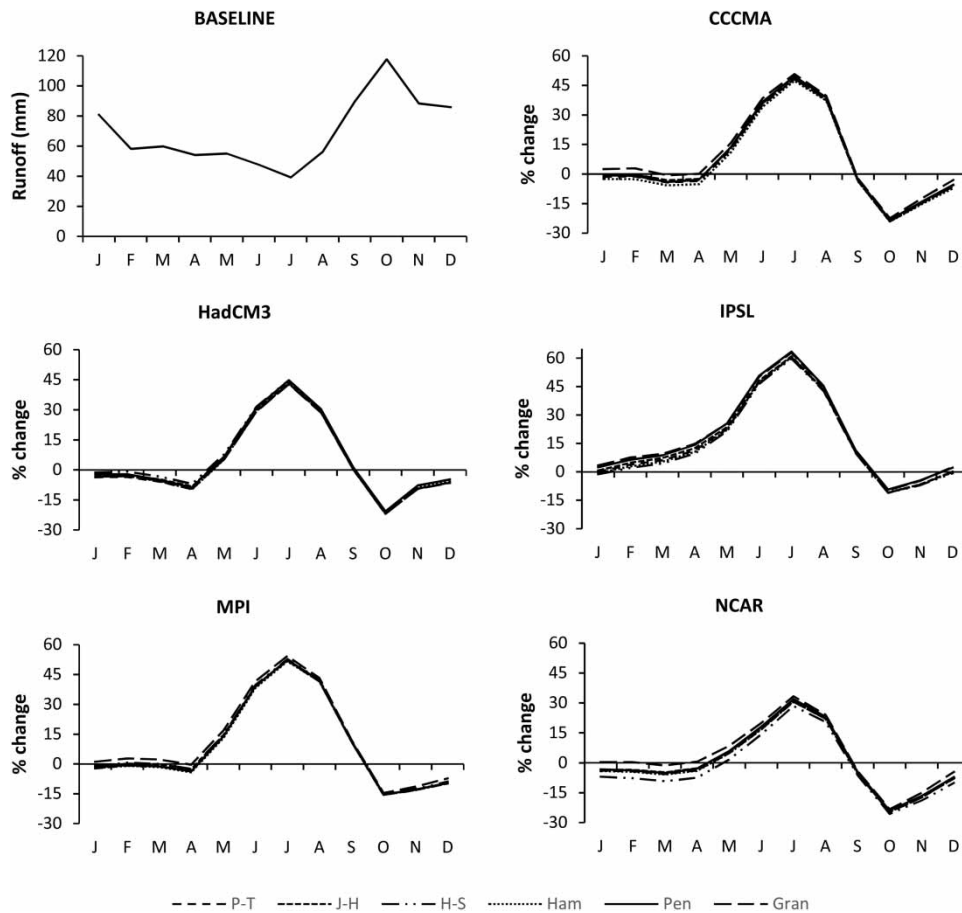 BASELINE
Runoff (mm)
120
100
80
60
40
20
0
J F M A M J J A S O N D
CCCMA
% change
60
45
30
15
0
-15
-30
J F M A M J J A S O N D
HadCM3
% change
60
45
30
15
0
-15
-30
J F M A M J J A S O N D
IPSL
% change
60
45
30
15
0
-15
-30
J F M A M J J A S O N D
MPI
% change
60
45
30
15
0
-15
-30
J F M A M J J A S O N D
NCAR
% change
60
45
30
15
0
-15
-30
J F M A M J J A S O N D
P-T J-H H-S Ham Pen Gran